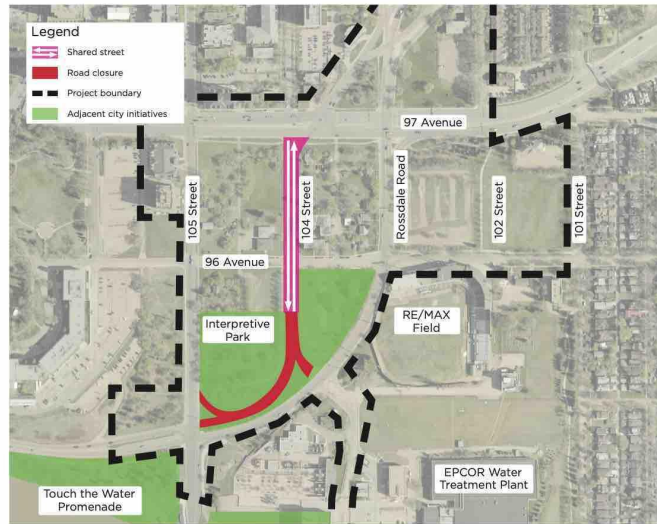 Legend
Shared street
Road closure
Project boundary
Adjacent city initiatives
97 Avenue
105 Street
104 Street
Rossdale Road
102 Street
101 Street
96 Avenue
Interpretive
Park
RE/MAX
Field
EPCOR Water
Treatment Plant
Touch the Water
Promenade